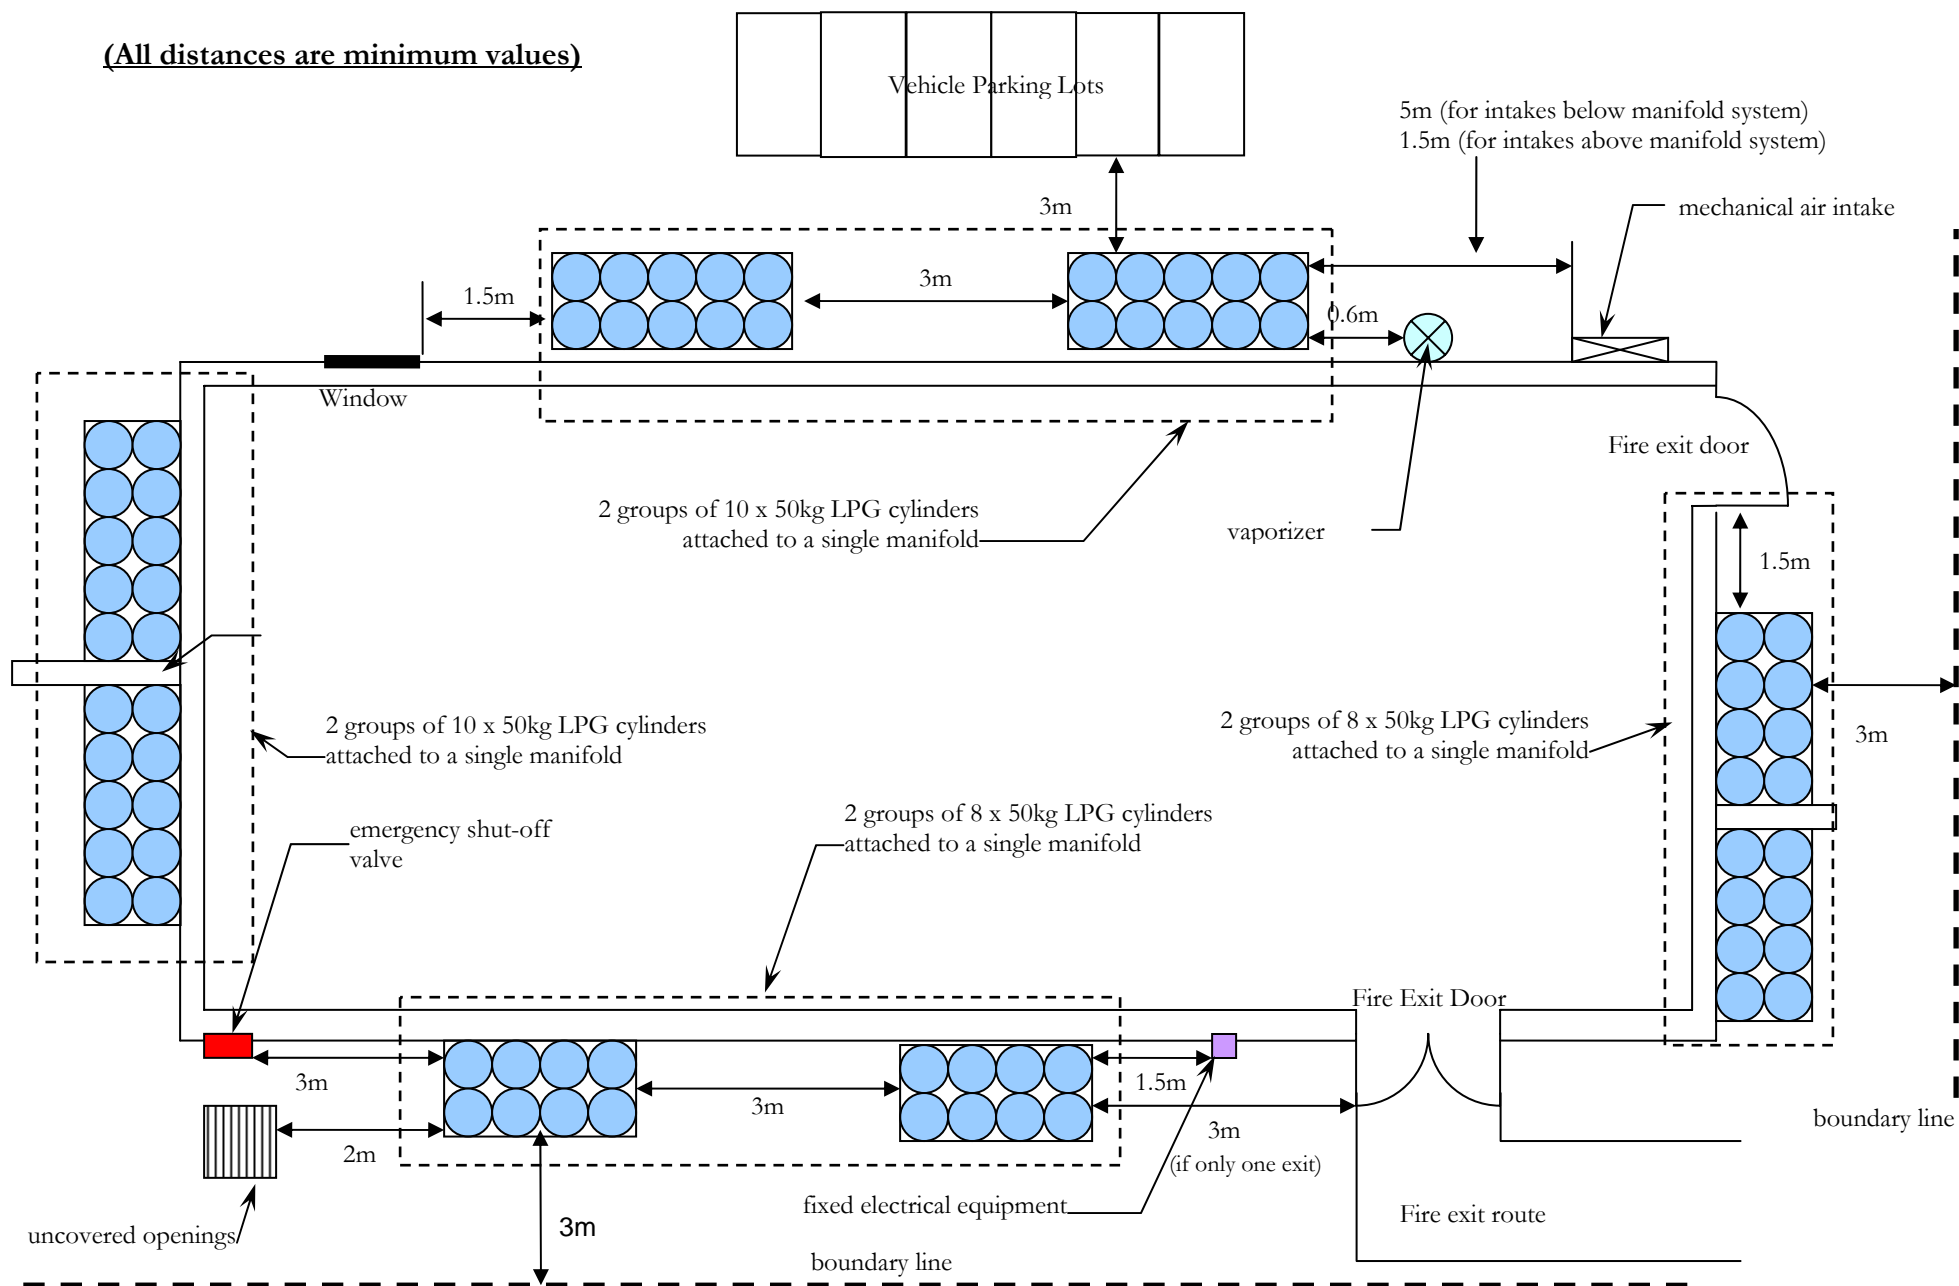 (All distances are minimum values)
Vehicle Parking Lots
5m (for intakes below manifold system)
1.5m (for intakes above manifold system)
3m
mechanical air intake
1.5m
3m
0.6m
Window
Fire exit door
2 groups of 10 x 50kg LPG cylinders
attached to a single manifold
vaporizer
1.5m
2 groups of 10 x 50kg LPG cylinders
attached to a single manifold
2 groups of 8 x 50kg LPG cylinders
attached to a single manifold
3m
emergency shut-off
valve
2 groups of 8 x 50kg LPG cylinders
attached to a single manifold
Fire Exit Door
3m
3m
1.5m
boundary line
2m
3m
(if only one exit)
fixed electrical equipment
Fire exit route
uncovered openings
3m
boundary line